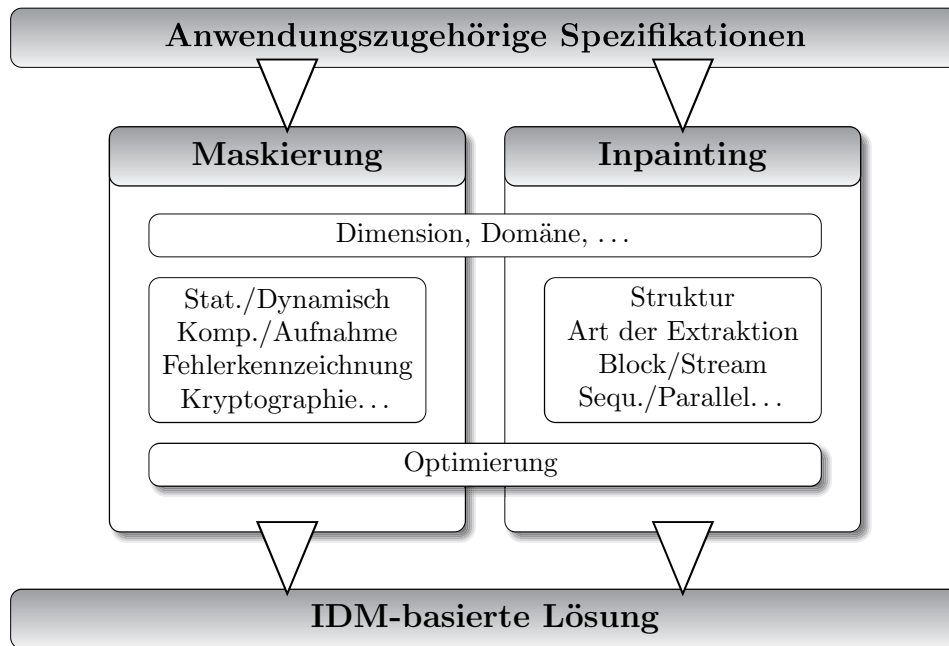 Anwendungszugehörige Spezifikationen
Maskierung
Inpainting
Dimension, Domäne, . . .
Stat./Dynamisch
Komp./Aufnahme
Fehlerkennzeichnung
Kryptographie. . .
Struktur
Art der Extraktion
Block/Stream
Sequ./Parallel. . .
Optimierung
IDM-basierte Lösung